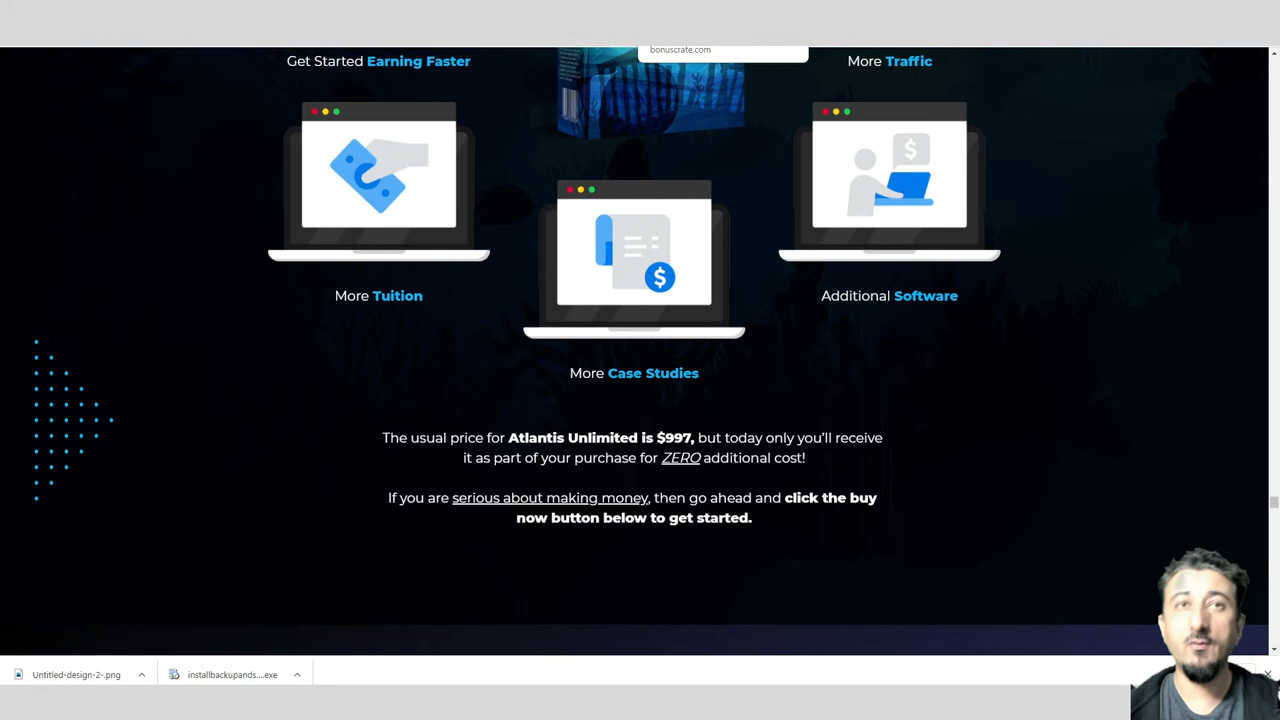 bonuscrate.com
Get Started Earning Faster
More Traffic
$
$
More Tuition
Additional Software
More Case Studies
The usual price for Atlantis Unlimited is $997, but today only you'll receive
it as part of your purchase for ZERO additional cost!
If you are serious about making money, then go ahead and click the buy
now button below to get started.
Untitled-design-2-.png
installbackupands....exe